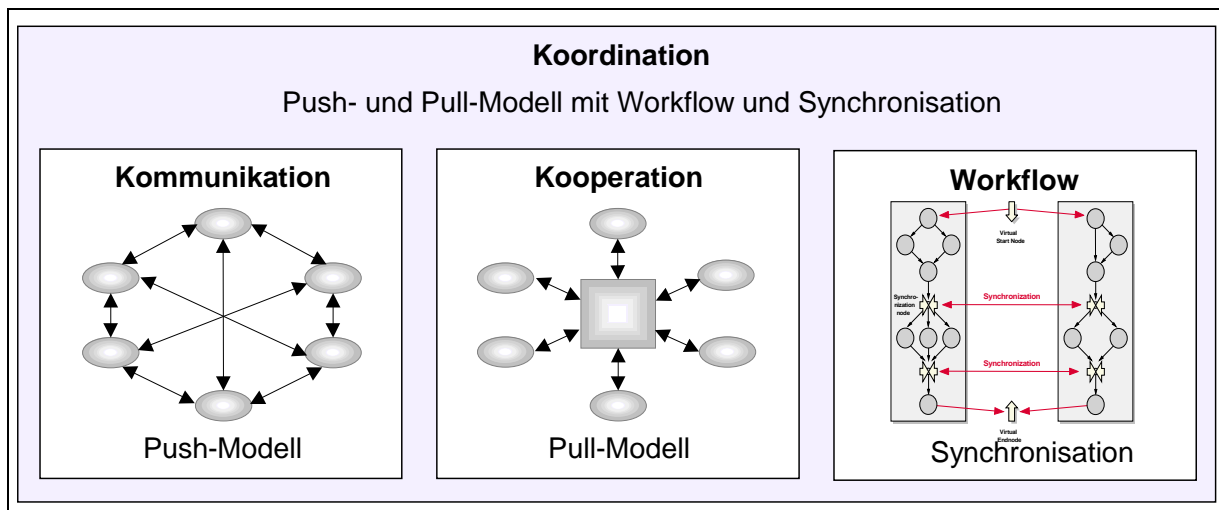 Koordination
Push- und Pull-Modell mit Workflow und Synchronisation
Kommunikation
Push-Modell
Kooperation
Pull-Modell
Workflow
Virtual
Start Node
Synchro-
nization
node
Synchronization
Synchronization
Virtual
Endnode
Synchronisation